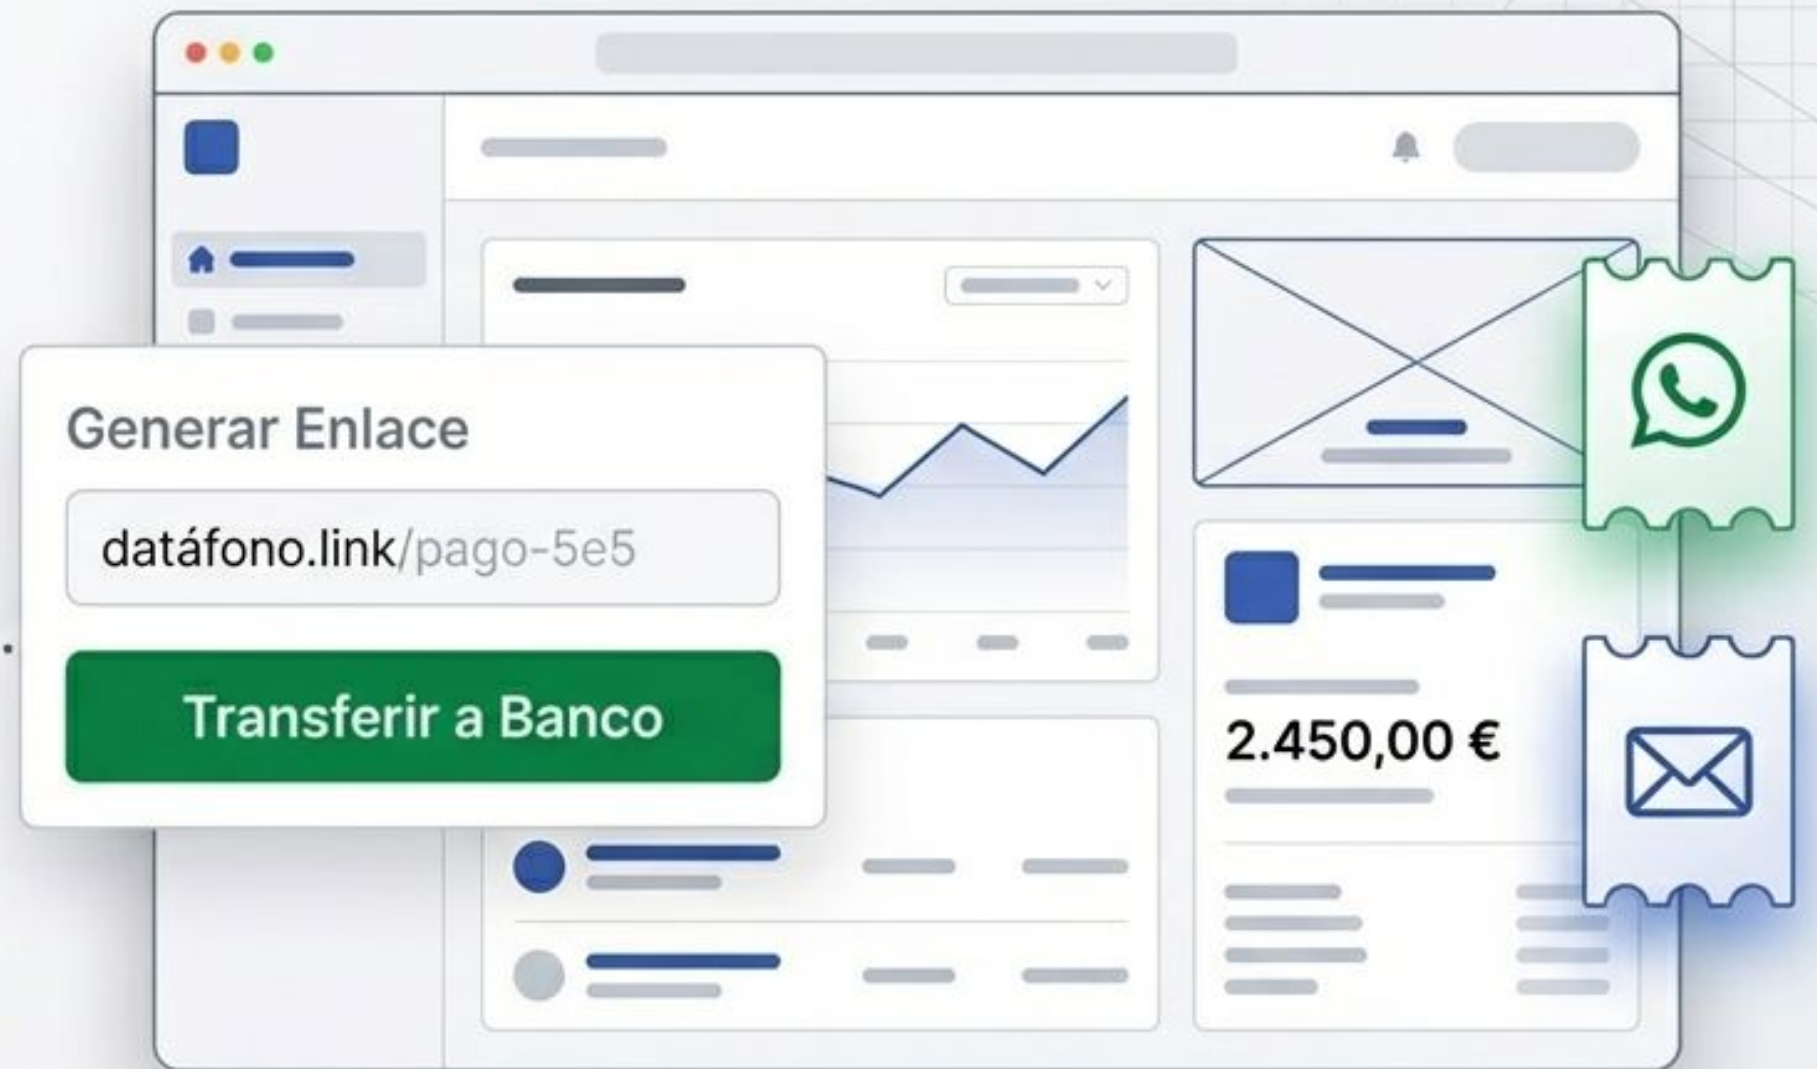 Generar Enlace
datáfono.link/pago-5e5
Transferir a Banco
2.450,00 €